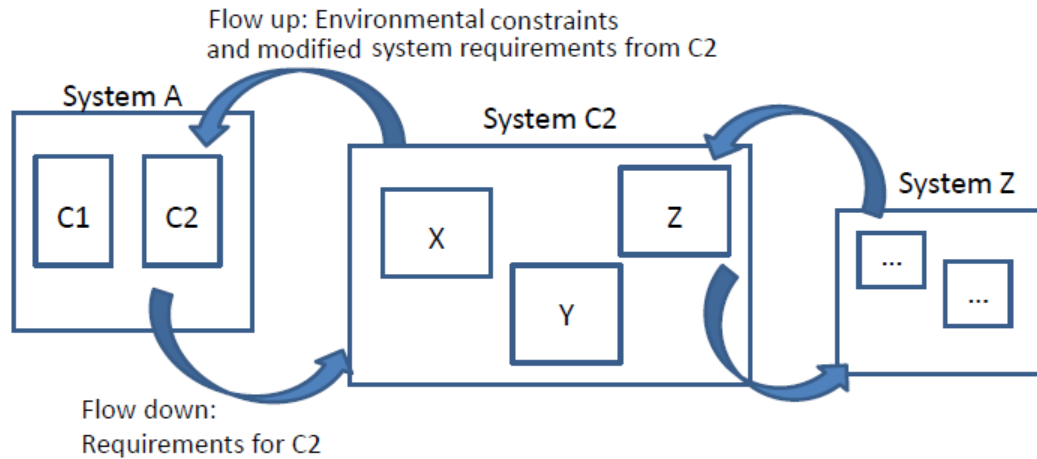 Flow up: Environmental constraints
and modified system requirements from C2
System A
System C2
System Z
C1
C2
X
Z
Y
...
...
Flow down:
Requirements for C2